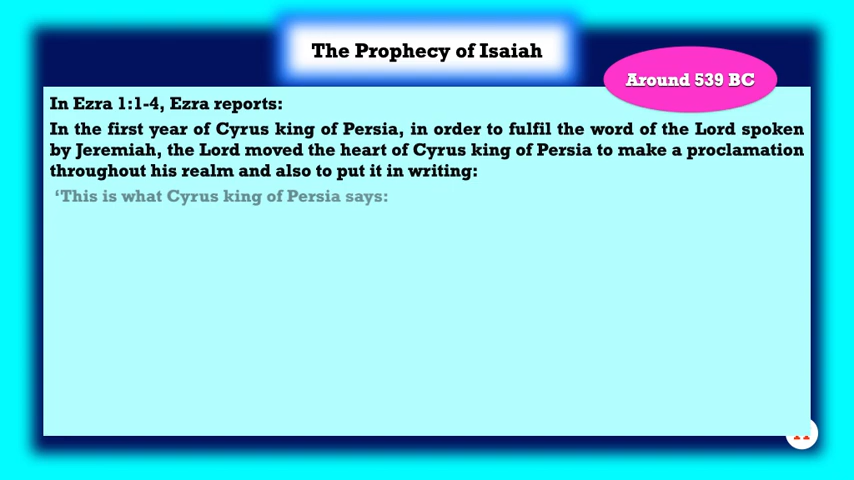 The Prophecy of Isaiah
Around 539 BC
In Ezra 1:1-4, Ezra reports:
In the first year of Cyrus king of Persia, in order to fulfil the word of the Lord spoken
by Jeremiah, the Lord moved the heart of Cyrus king of Persia to make a proclamation
throughout his realm and also to put it in writing:
‘This is what Cyrus king of Persia says: